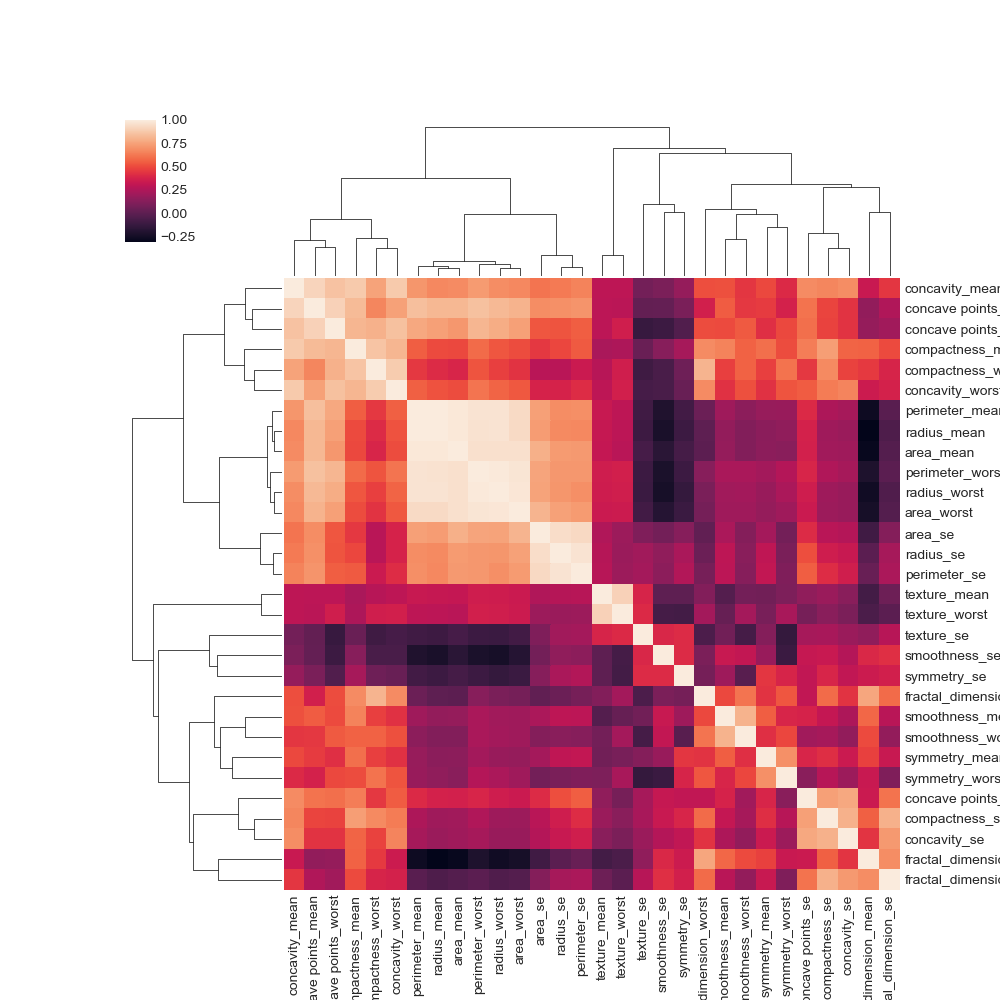 1.00
0.75
0.50
0.25
0.00
−0.25
concavity_mean
concave points_
concave points_
compactness_m
compactness_w
concavity_worst
perimeter_mean
radius_mean
area_mean
perimeter_worst
radius_worst
area_worst
area_se
radius_se
perimeter_se
texture_mean
texture_worst
texture_se
smoothness_se
symmetry_se
fractal_dimensio
smoothness_me
smoothness_wo
symmetry_mean
symmetry_worst
concave points_
compactness_s
concavity_se
fractal_dimensio
fractal_dimensio
concavity_mean
ave points_mean
ave points_worst
mpactness_mean
mpactness_worst
concavity_worst
perimeter_mean
radius_mean
area_mean
perimeter_worst
radius_worst
area_worst
area_se
radius_se
perimeter_se
texture_mean
texture_worst
texture_se
smoothness_se
symmetry_se
dimension_worst
moothness_mean
moothness_worst
symmetry_mean
symmetry_worst
oncave points_se
compactness_se
concavity_se
dimension_mean
al_dimension_se